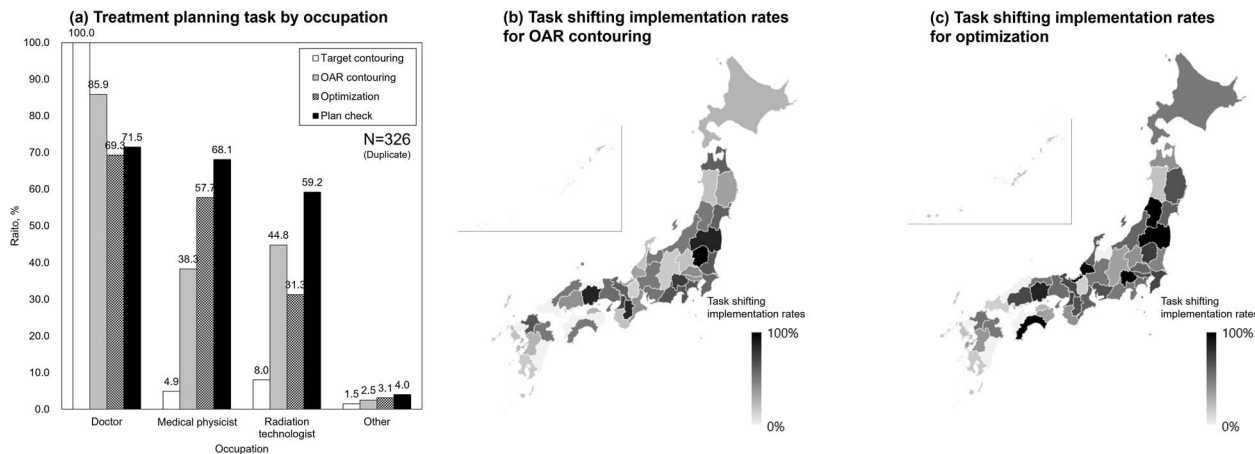 (a) Treatment planning task by occupation
100.0
90.0
80.0
70.0
60.0
50.0
40.0
30.0
20.0
10.0
0.0
Raito, %
100.0
85.9
69.3
71.5
4.9
38.3
57.7
68.1
8.0
44.8
31.3
59.2
1.5
2.5
3.1
4.0
Target contouring
OAR contouring
Optimization
Plan check
N=326
(Duplicate)
Doctor
Medical physicist
Radiation
technologist
Other
Occupation
(b) Task shifting implementation rates
for OAR contouring
Task shifting
implementation rates
100%
0%
(c) Task shifting implementation rates
for optimization
Task shifting
implementation rates
100%
0%